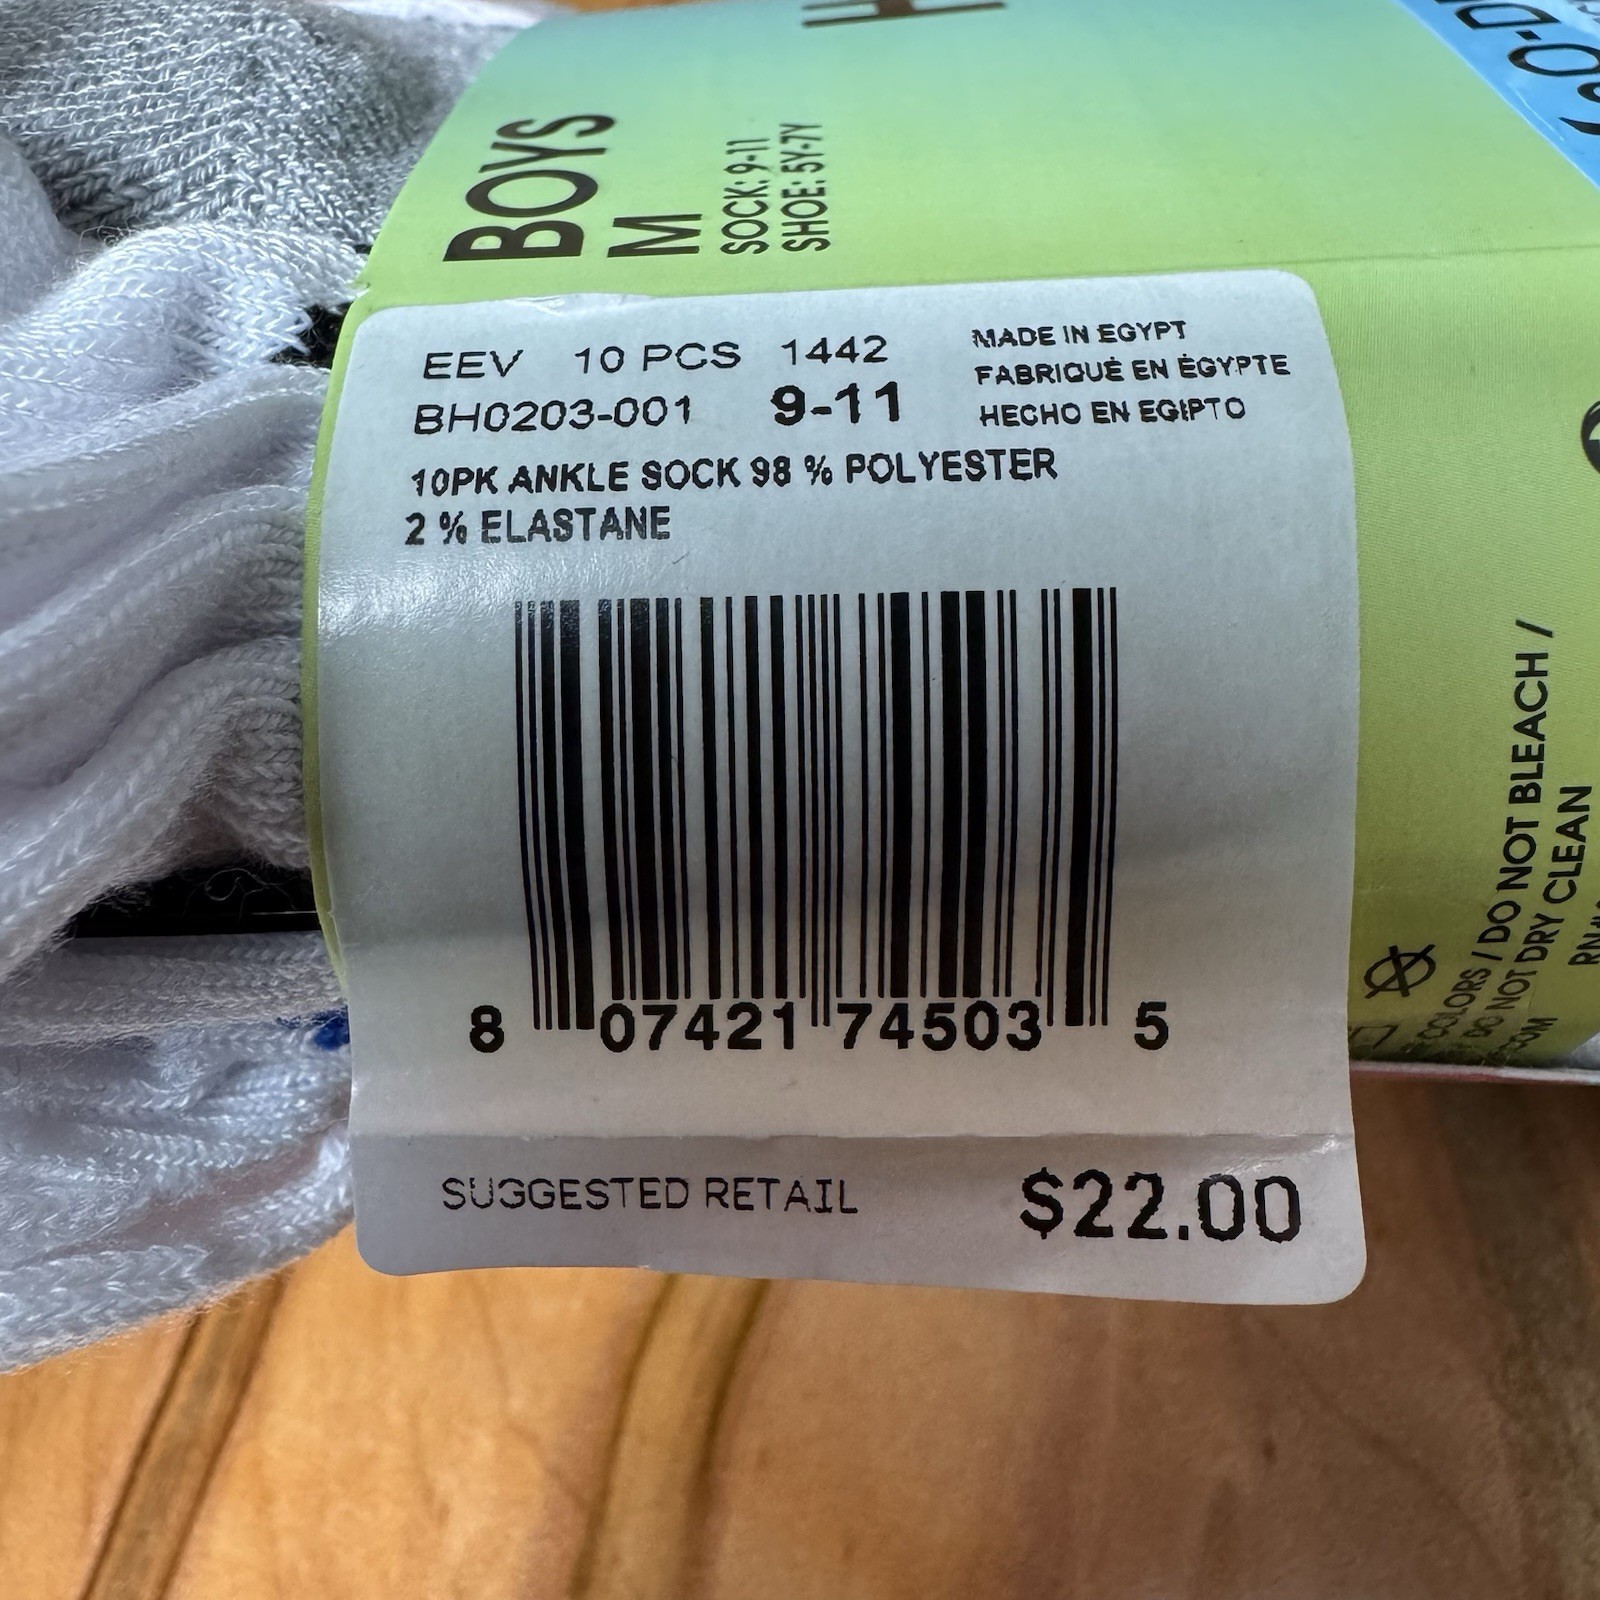 BOYS
M
SOCK: 9-11
SHOE: 5Y-7Y
EEV 10 PCS 1442
BH0203-001 9-11
MADE IN EGYPT
FABRIQUÉ EN ÉGYPTE
HECHO EN EGIPTO
10PK ANKLE SOCK 98 % POLYESTER
2 % ELASTANE
8 07421 74503 5
SUGGESTED RETAIL $22.00
COLORS / DO NOT BLEACH /
DO NOT DRY CLEAN